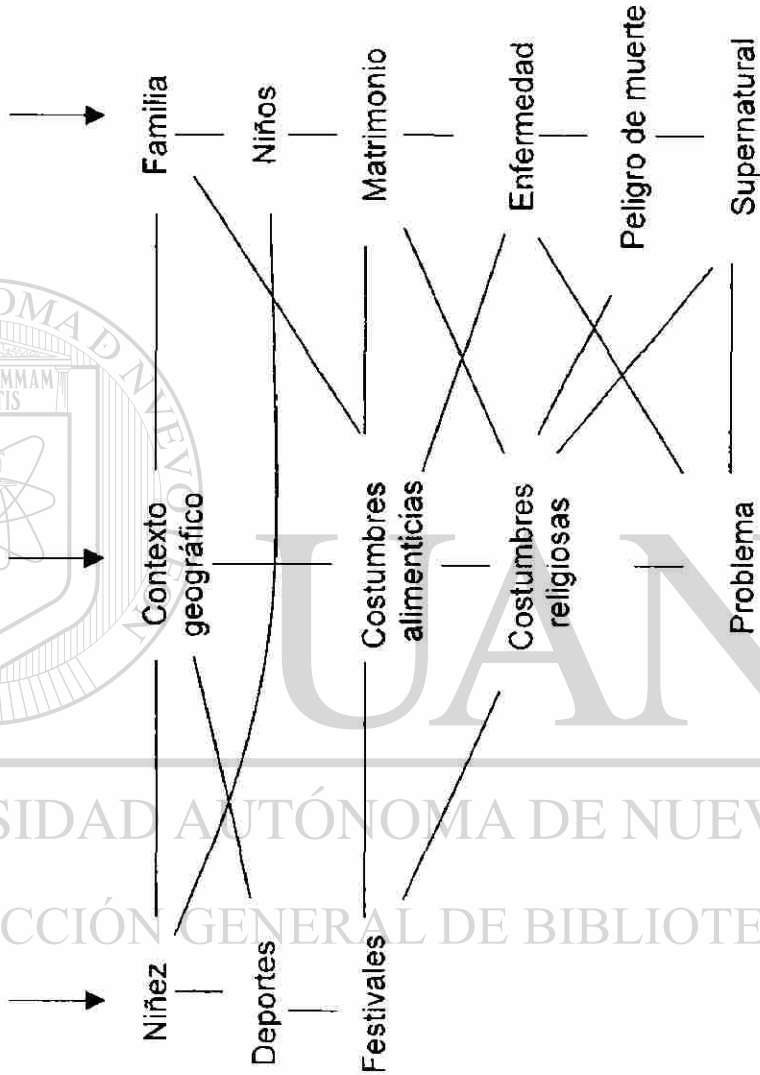 Niñez
Deportes
Festivales
Contexto
geográfico
Costumbres
alimenticias
Costumbres
religiosas
Problema
Familia
Niños
Matrimonio
Enfermedad
Peligro de muerte
Supernatural
UAN
SIDAD AUTÓNOMA DE NUEV
CCIÓN GENERAL DE BIBLIOTE